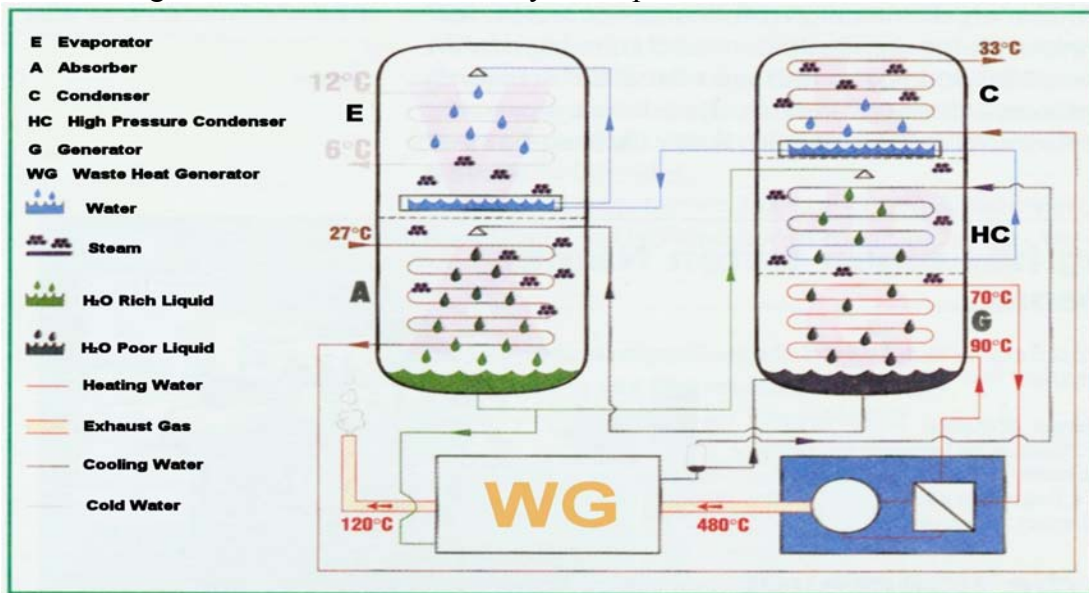 E Evaporator
A Absorber
C Condenser
HC High Pressure Condenser
G Generator
WG Waste Heat Generator
Water
Steam
H2O Rich Liquid
H2O Poor Liquid
Heating Water
Exhaust Gas
Cooling Water
Cold Water
12°C
E
6°C
27°C
A
33°C
C
HC
70°C
G
90°C
WG
120°C
480°C